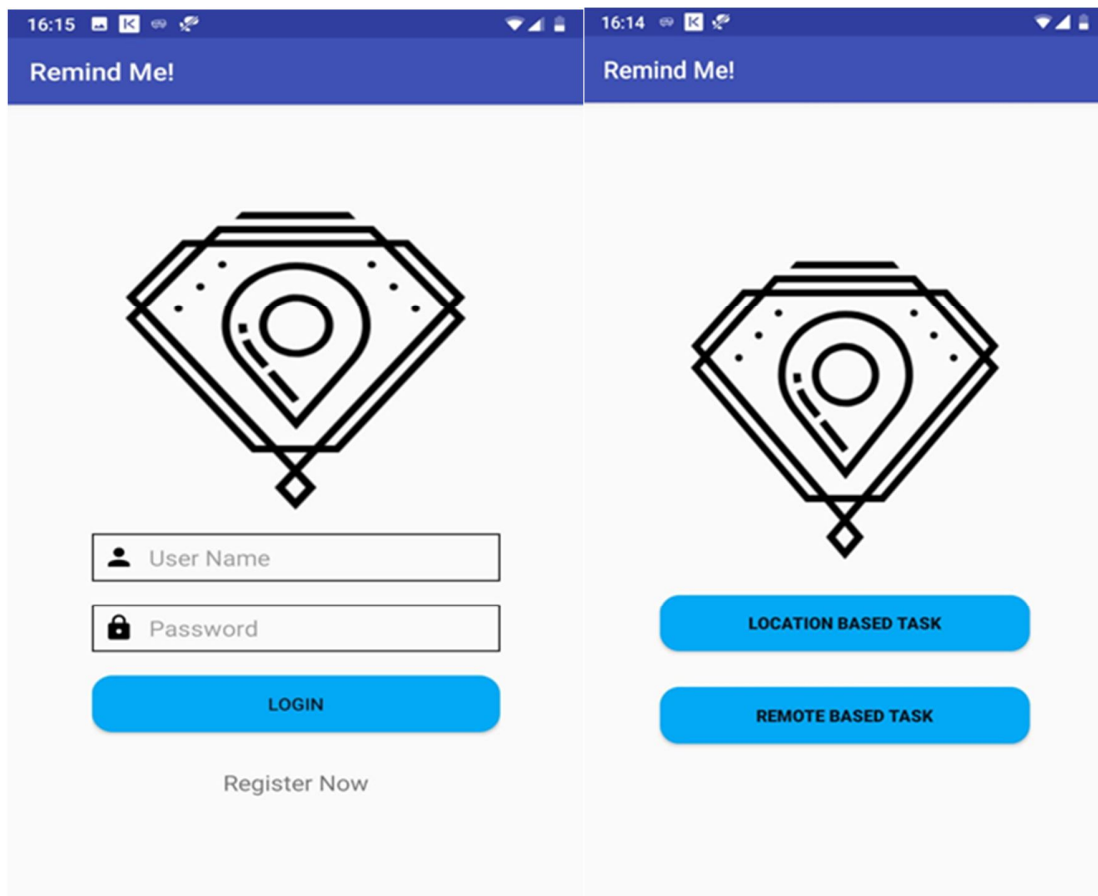 16:15
Remind Me!
User Name
Password
LOGIN
Register Now
16:14
Remind Me!
LOCATION BASED TASK
REMOTE BASED TASK